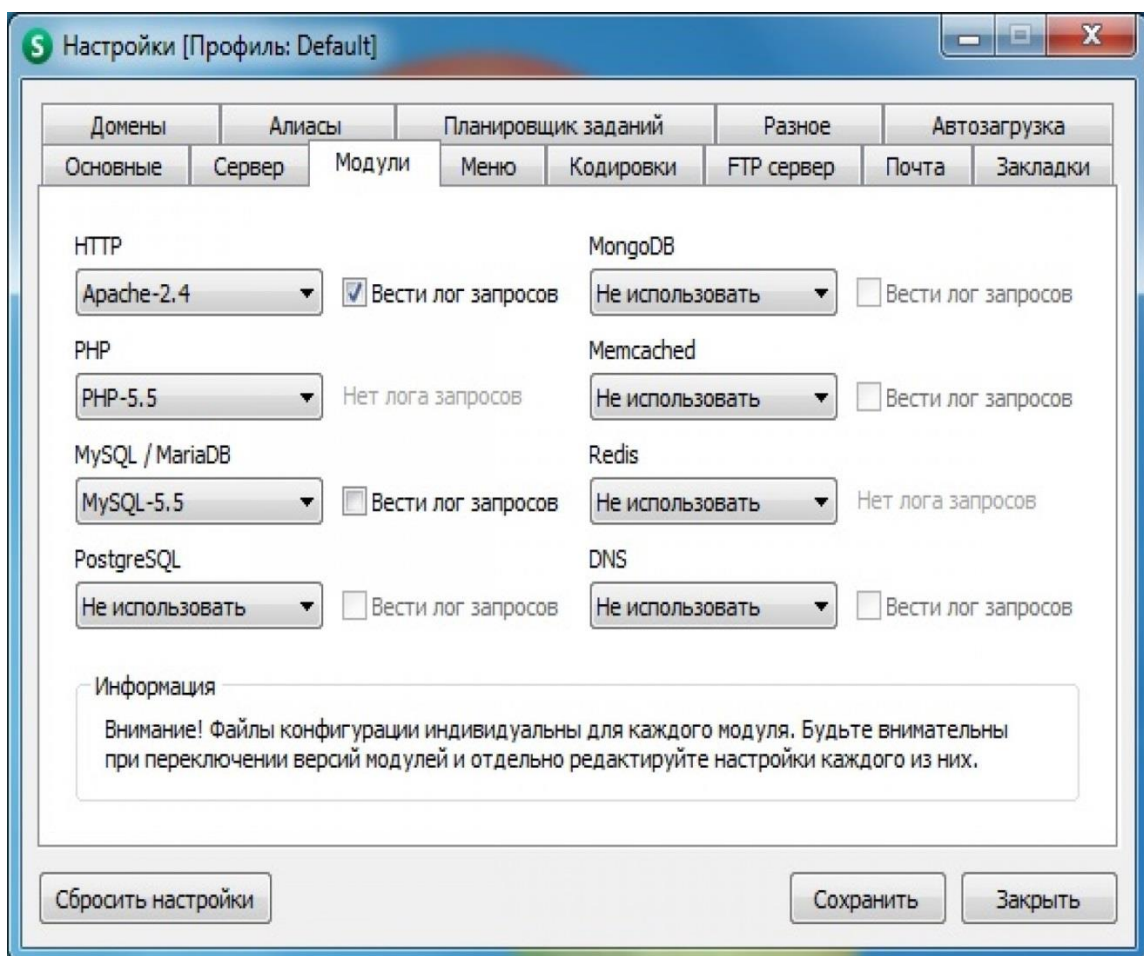 S Настройки [Профиль: Default]
X
Домены Алиасы Планировщик заданий Разное Автозагрузка
Основные Сервер Модули Меню Кодировки FTP сервер Почта Закладки
HTTP MongoDB
Apache-2.4 Вести лог запросов Не использовать Вести лог запросов
PHP Memcached
PHP-5.5 Нет лога запросов Не использовать Вести лог запросов
MySQL / MariaDB Redis
MySQL-5.5 Вести лог запросов Не использовать Нет лога запросов
PostgreSQL DNS
Не использовать Вести лог запросов Не использовать Вести лог запросов
Информация
Внимание! Файлы конфигурации индивидуальны для каждого модуля. Будьте внимательны
при переключении версий модулей и отдельно редактируйте настройки каждого из них.
Сбросить настройки Сохранить Закрыть